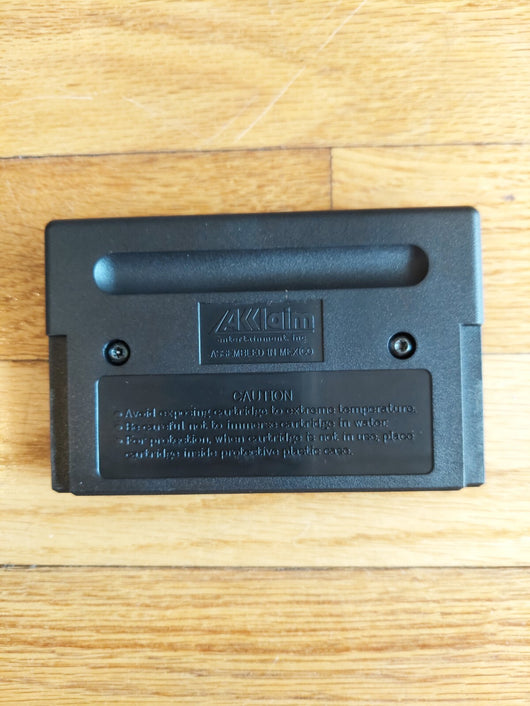 AKKlaim
entertainment, inc.
ASSEMBLED IN MEXICO
CAUTION
• Avoid exposing cartridge to extreme temperature.
• Be careful not to immerse cartridge in water.
• For protection, when cartridge is not in use, place
cartridge inside protective plastic case.